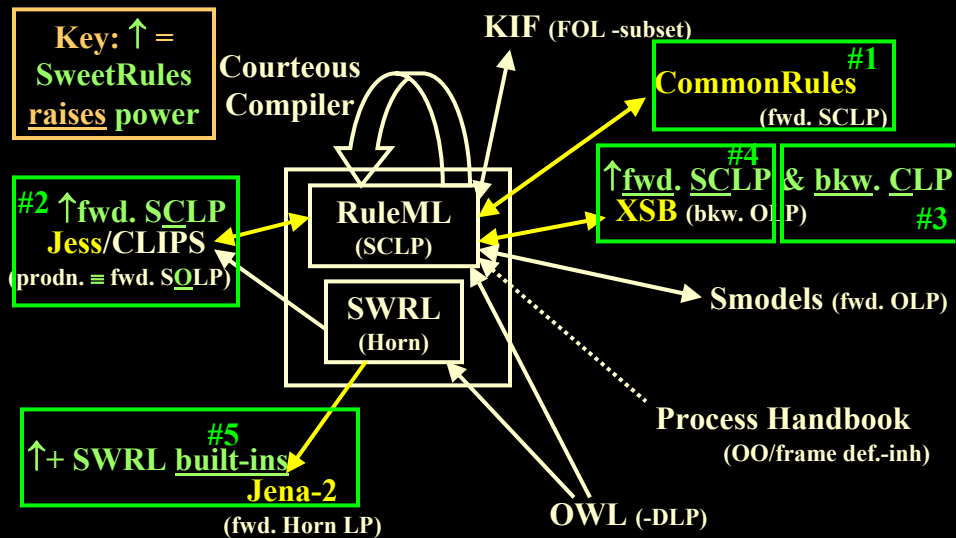 Key: ↑ =
SweetRules
raises power
Courteous
Compiler
KIF (FOL -subset)
#1
CommonRules
(fwd. SCLP)
#4
↑fwd. SCLP & bkw. CLP
XSB (bkw. OLP)
#3
#2 ↑fwd. SCLP
Jess/CLIPS
(prodn. ≡ fwd. SOLP)
RuleML
(SCLP)
SWRL
(Horn)
Smodels (fwd. OLP)
Process Handbook
(OO/frame def.-inh)
#5
↑+ SWRL built-ins
Jena-2
(fwd. Horn LP)
OWL (-DLP)